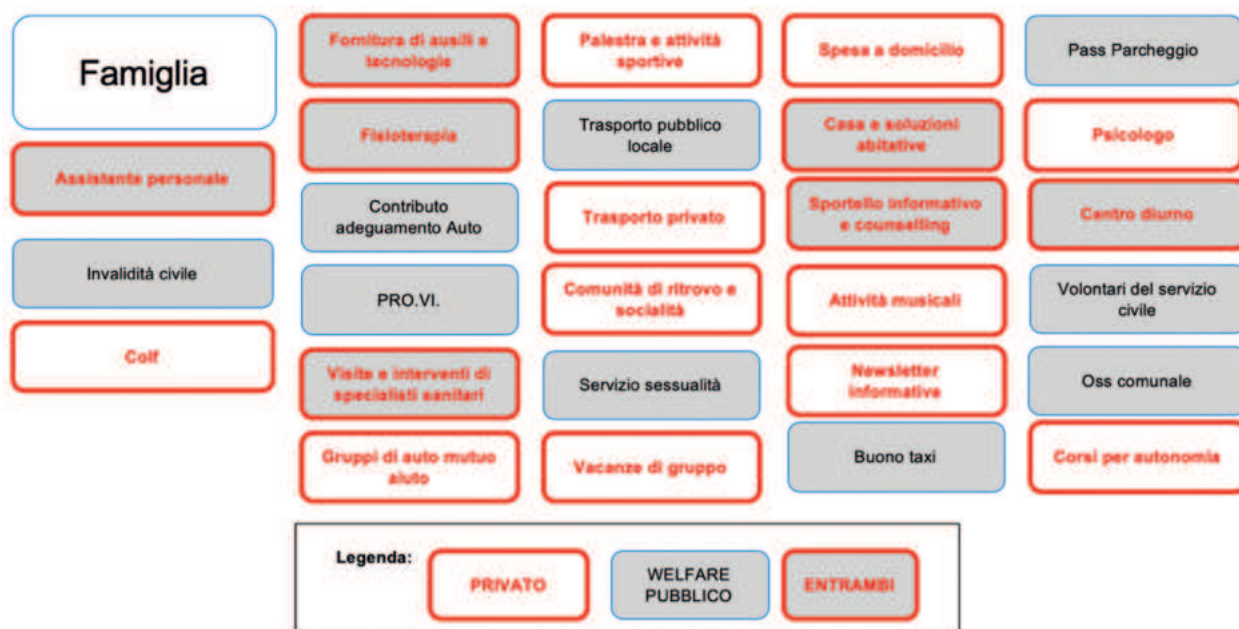 Famiglia
Assistente personale
Invalidità civile
Colf
Fornitura di ausili e
tecnologie
Fisioterapia
Contributo
adeguamento Auto
PRO.VI.
Visite e interventi di
specialisti sanitari
Gruppi di auto mutuo
aiuto
Palestra e attività
sportive
Trasporto pubblico
locale
Trasporto privato
Comunità di ritrovo e
socialità
Servizio sessualità
Vacanze di gruppo
Spesa a domicilio
Casa e soluzioni
abitative
Sportello informativo
e counselling
Attività musicali
Newsletter
informative
Buono taxi
Pass Parcheggio
Psicologo
Centro diurno
Volontari del servizio
civile
Oss comunale
Corsi per autonomia
Legenda:
PRIVATO
WELFARE
PUBBLICO
ENTRAMBI